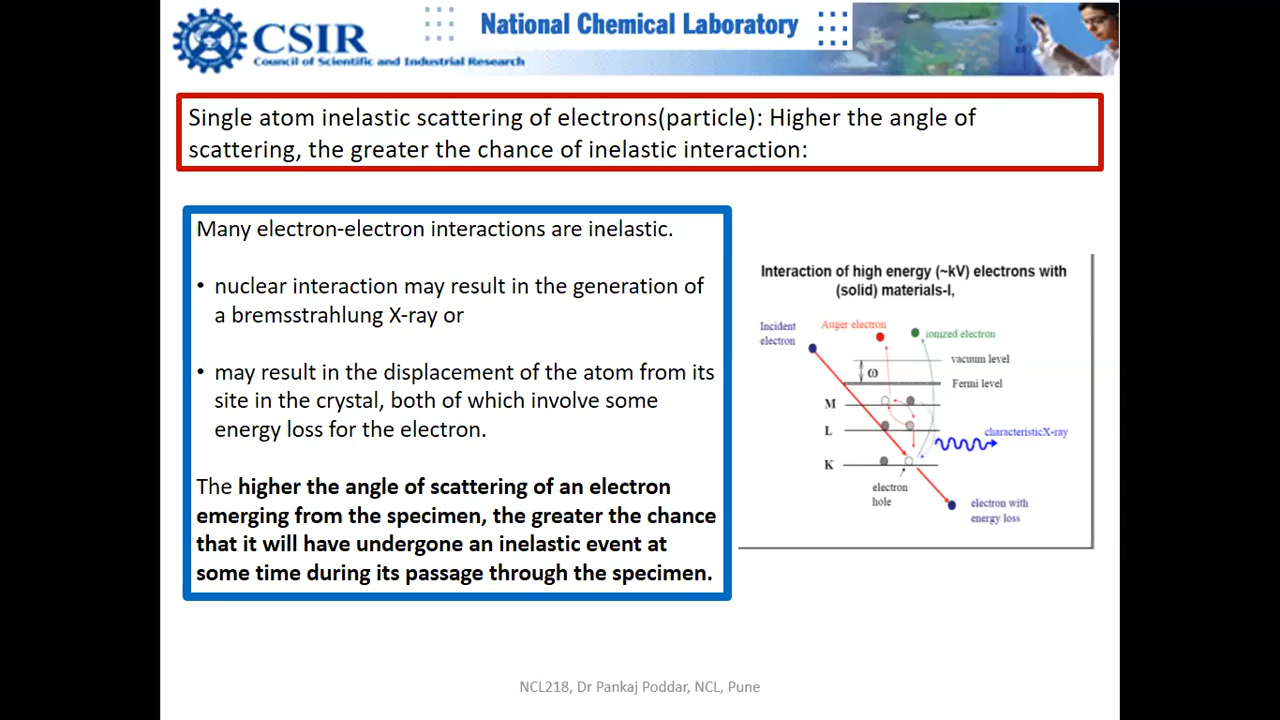 CSIR
Council of Scientific and Industrial Research
National Chemical Laboratory
Single atom inelastic scattering of electrons(particle): Higher the angle of
scattering, the greater the chance of inelastic interaction:
Many electron-electron interactions are inelastic.
• nuclear interaction may result in the generation of
a bremsstrahlung X-ray or
• may result in the displacement of the atom from its
site in the crystal, both of which involve some
energy loss for the electron.
The higher the angle of scattering of an electron
emerging from the specimen, the greater the chance
that it will have undergone an inelastic event at
some time during its passage through the specimen.
Interaction of high energy (~kV) electrons with
(solid) materials-I,
Incident
electron
Auger electron
ionized electron
vacuum level
ω
Fermi level
M
L
characteristicX-ray
K
electron
hole
electron with
energy loss
NCL218, Dr Pankaj Poddar, NCL, Pune